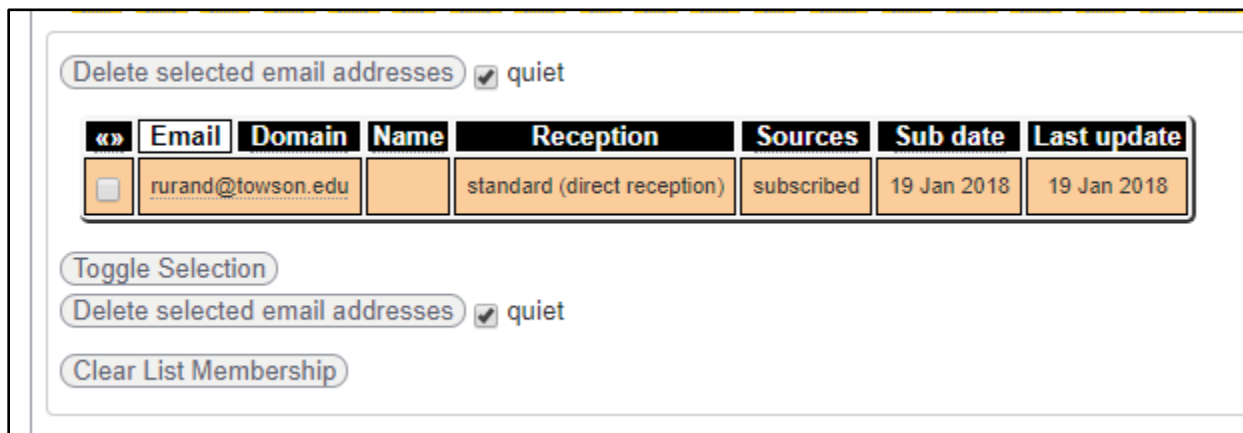 Delete selected email addresses quiet
«» Email Domain Name Reception Sources Sub date Last update
rurand@towson.edu standard (direct reception) subscribed 19 Jan 2018 19 Jan 2018
Toggle Selection
Delete selected email addresses quiet
Clear List Membership